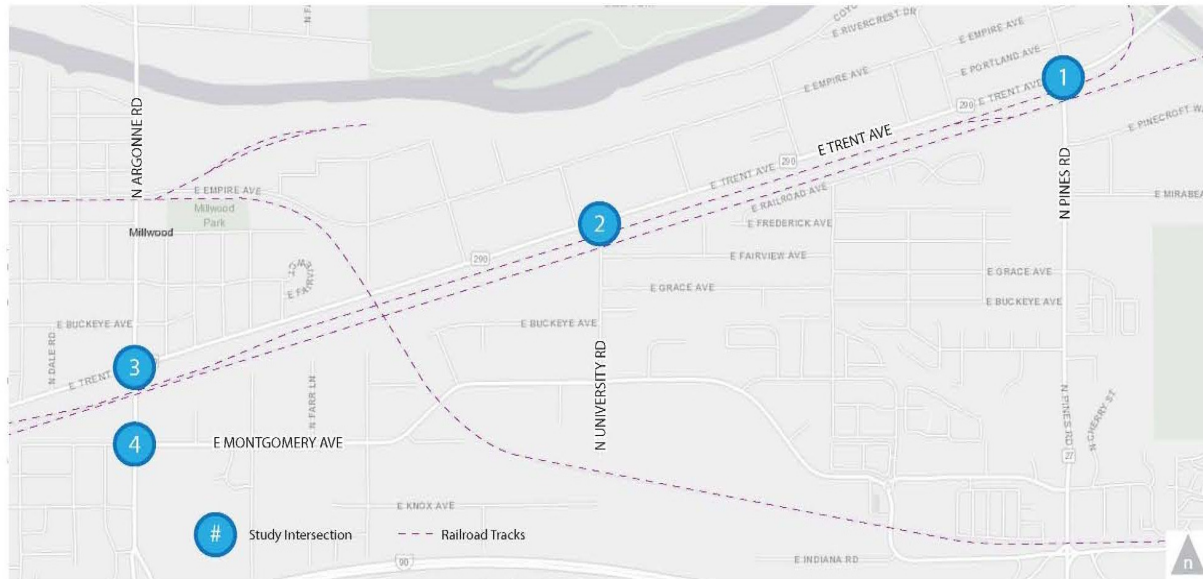 E RIVERCREST DR
E EMPIRE AVE
E PORTLAND AVE
1
E EMPIRE AVE
E TRENT AVE
290
N ARGONNE RD
E TRENT AVE
290
E TRENT AVE
N PINES RD
E EMPIRE AVE
Millwood
Park
E RAILROAD AVE
E MIRABEA
2
E FREDERICK AVE
Millwood
290
E FAIRVIEW AVE
E GRACE AVE
E GRACE AVE
E BUCKEYE AVE
E BUCKEYE AVE
E BUCKEYE AVE
N DALE RD
3
E TRENT
N FARR LN
N UNIVERSITY RD
N PINES RD
N CHERRY ST
4
E MONTGOMERY AVE
27
E KNOX AVE
# Study Intersection
Railroad Tracks
90
E INDIANA RD
n